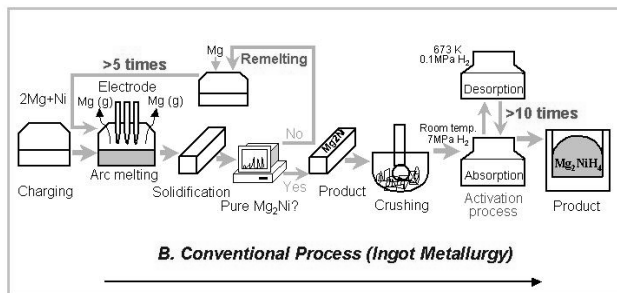 >5 times
Mg
Remelting
2Mg+Ni
Electrode
Mg (g)
Mg (g)
No
Charging
Arc melting
Solidification
Pure Mg₂Ni?
Yes
Mg2N
Product
Crushing
673 K
0.1MPa H₂
Desorption
>10 times
Room temp.
7MPa H₂
Absorption
Activation
process
Mg₂NiH₄
Product
B. Conventional Process (Ingot Metallurgy)